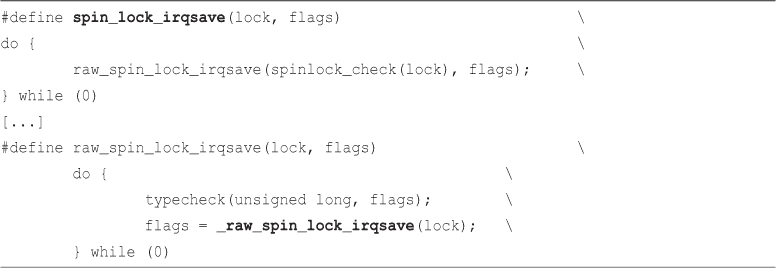 #define spin_lock_irqsave(lock, flags) \
do { \
raw_spin_lock_irqsave(spinlock_check(lock), flags); \
} while (0)
[...]
#define raw_spin_lock_irqsave(lock, flags) \
do { \
typecheck(unsigned long, flags); \
flags = _raw_spin_lock_irqsave(lock); \
} while (0)